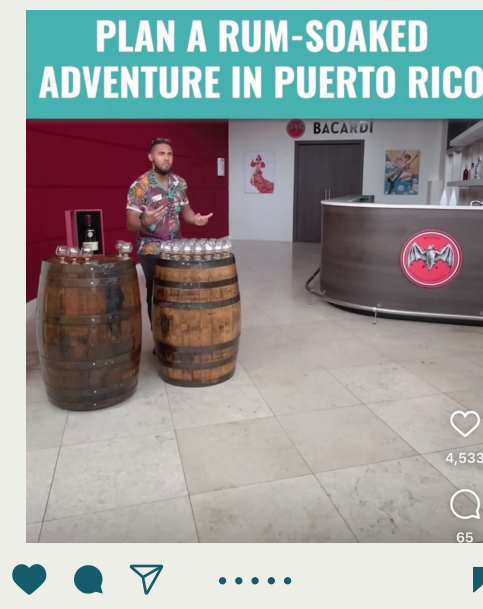 PLAN A RUM-SOAKED
ADVENTURE IN PUERTO RICO
BACARDI
4,533
65